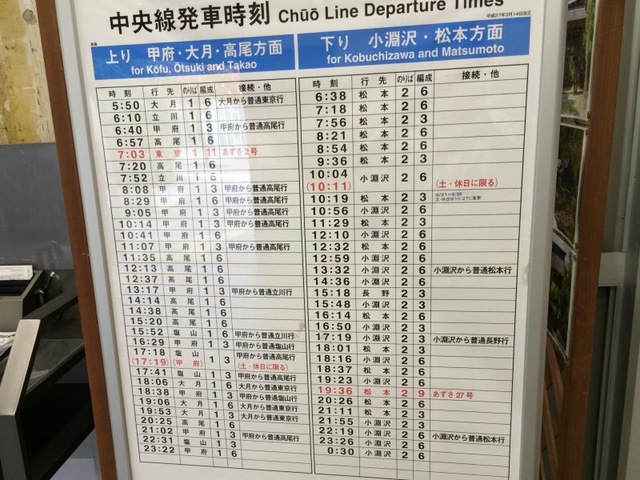 中央線発車時刻 Chūō Line Departure Times
平成27年3月14日改正
上り 甲府・大月・高尾方面
for Kōfu, Ōtsuki and Takao
時刻 行先 のりば 編成 接続・他
5:50 大月 1 6 大月から普通東京行
6:10 立川 1 6
6:40 甲府 1 3 甲府から普通高尾行
6:57 高尾 1 6
7:03 東京 1 11 あずさ2号
7:20 高尾 1 6
7:52 立川 1 6
8:08 甲府 1 3 甲府から普通高尾行
8:29 甲府 1 6 甲府から普通高尾行
9:05 甲府 1 3 甲府から普通高尾行
10:14 甲府 1 3 甲府から普通高尾行
10:41 甲府 1 6
11:07 甲府 1 3 甲府から普通高尾行
11:35 高尾 1 6
12:13 高尾 1 6
12:37 高尾 1 6
13:17 甲府 1 3 甲府から普通立川行
14:14 高尾 1 6
14:38 高尾 1 6
15:20 高尾 1 6
15:52 塩山 1 6 甲府から普通立川行
16:29 甲府 1 3 甲府から普通塩山行
17:18 塩山 1 3 甲府から普通高尾行
(17:19) (甲府) (土・休日に限る)
17:41 塩山 1 3 甲府から普通高尾行
18:06 大月 1 6 大月から普通東京行
18:38 甲府 1 3 甲府から普通塩山行
19:06 大月 1 6 大月から普通東京行
19:53 大月 1 3 大月から普通東京行
20:25 高尾 1 6
21:02 甲府 1 3 甲府から普通高尾行
22:31 塩山 1 3
23:22 甲府 1 6
下り 小淵沢・松本方面
for Kobuchizawa and Matsumoto
時刻 行先 のりば 編成 接続・他
6:38 松本 2 6
7:18 松本 2 6
7:56 松本 2 3
8:21 松本 2 6
8:54 松本 2 6
9:36 松本 2 3
10:04 小淵沢 2 6
(10:11) (土・休日に限る)
10:19 松本 2 3
10:56 小淵沢 2 6
11:29 松本 2 3
12:10 小淵沢 2 6
12:32 松本 2 6
12:59 小淵沢 2 6
13:32 小淵沢 2 6 小淵沢から普通松本行
14:36 小淵沢 2 6
15:18 長野 2 3
15:48 小淵沢 2 3
16:14 松本 2 6
16:50 小淵沢 2 3
17:19 小淵沢 2 3 小淵沢から普通長野行
18:01 松本 2 3
18:16 小淵沢 2 6
18:37 松本 2 6
19:23 小淵沢 2 6
19:36 松本 2 9 あずさ27号
20:26 松本 2 6
21:11 松本 2 3
21:55 小淵沢 2 3
22:19 小淵沢 2 6 小淵沢から普通松本行
23:26 小淵沢 2 6
0:30 小淵沢 2 6